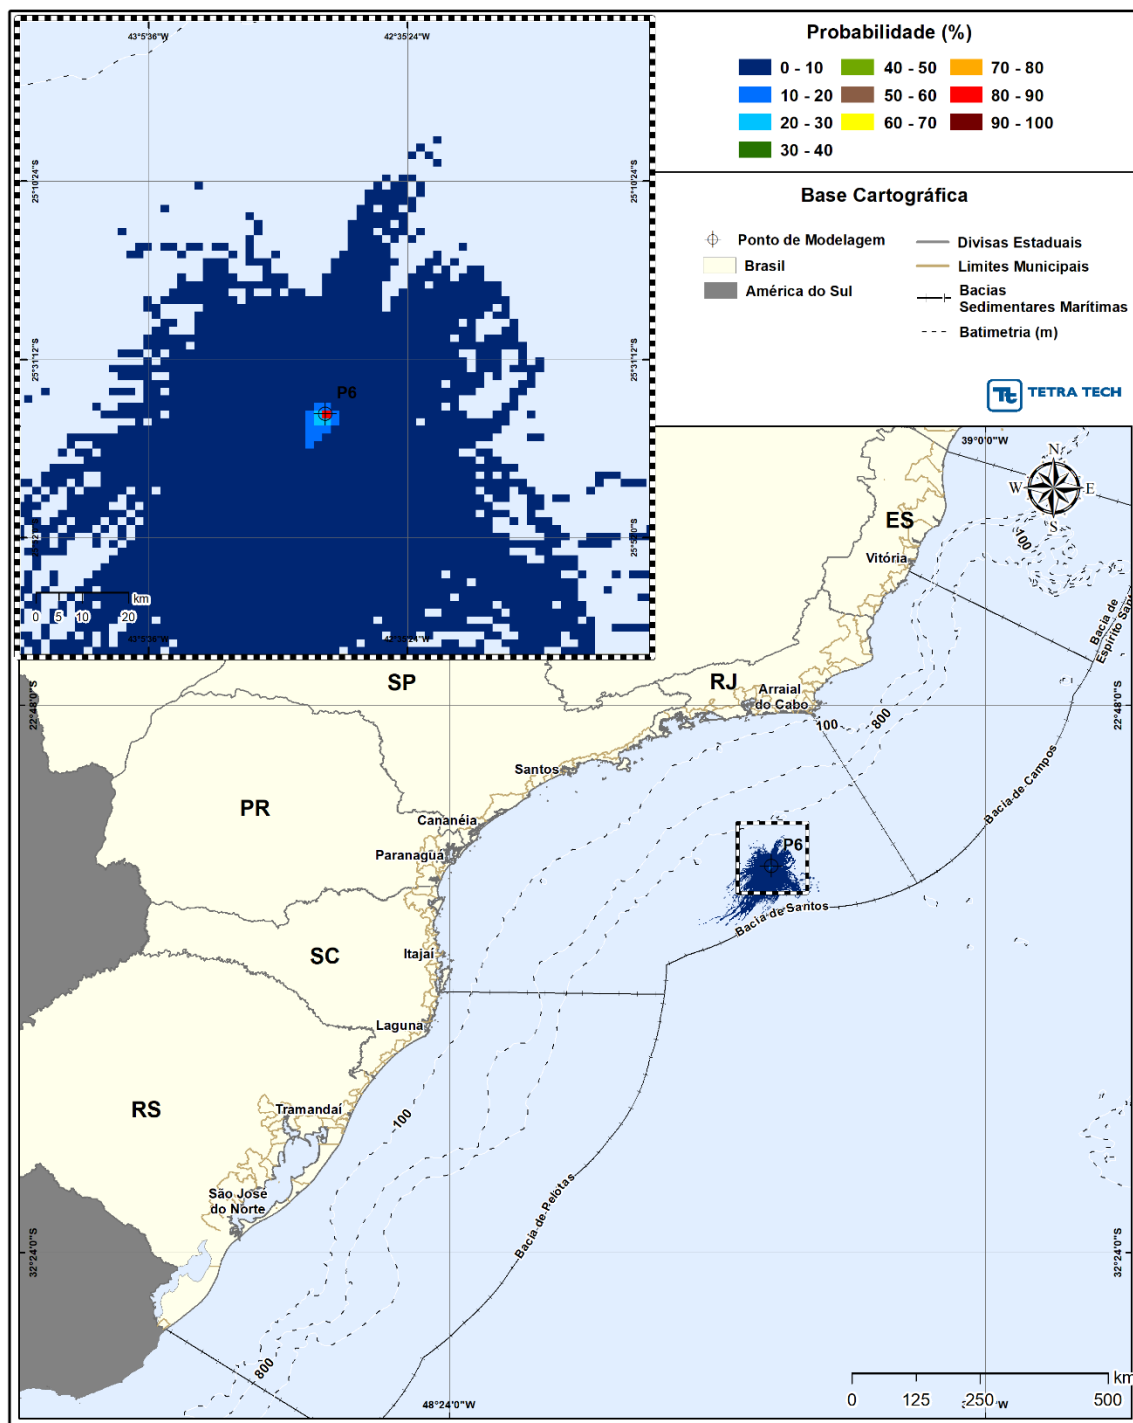 43°5'36"W
42°35'24"W
25°10'24"S
25°10'24"S
25°31'12"S
25°31'12"S
P6
25°52'0"S
0 5 10 20
km
43°5'36"W
42°35'24"W
Probabilidade (%)
0 - 10
40 - 50
70 - 80
10 - 20
50 - 60
80 - 90
20 - 30
60 - 70
90 - 100
30 - 40
Base Cartográfica
Ponto de Modelagem
Divisas Estaduais
Brasil
Limites Municipais
América do Sul
Bacias
Sedimentares Marítimas
Batimetria (m)
Tt
TETRA TECH
39°0'0"W
N
W
E
S
ES
100
Vitória
Bacia de
SP
RJ
Arraial
do Cabo
22°48'0"S
22°48'0"S
100
800
Santos
Bacia de Campos
PR
Cananéia
Paranaguá
P6
Bacia de Santos
SC
Itajaí
Laguna
100
RS
Tramandaí
São José
do Norte
Bacia de Pelotas
32°24'0"S
32°24'0"S
800
km
0 125 250 500
48°24'0"W